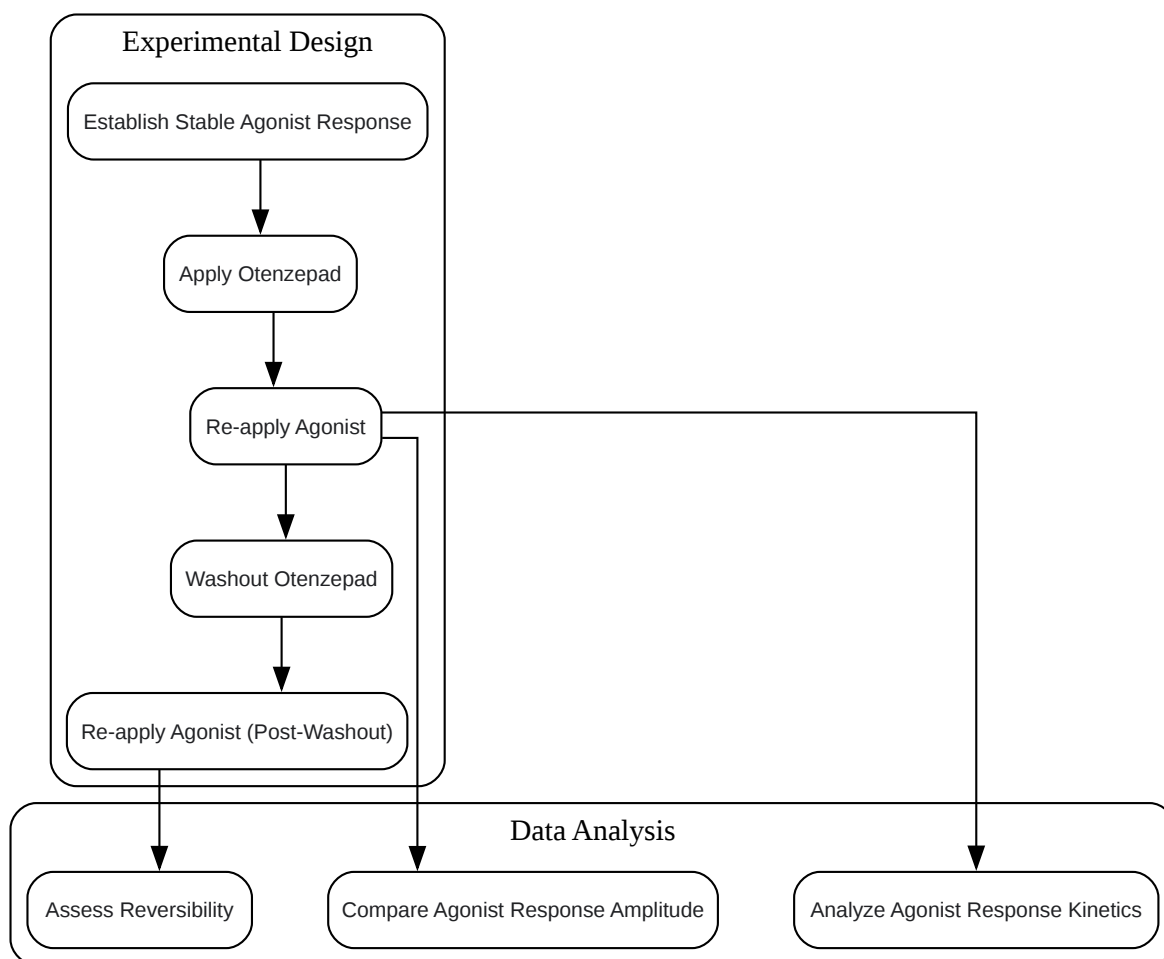 Experimental Design
Establish Stable Agonist Response
Apply Otenzepad
Re-apply Agonist
Washout Otenzepad
Re-apply Agonist (Post-Washout)
Data Analysis
Assess Reversibility
Compare Agonist Response Amplitude
Analyze Agonist Response Kinetics